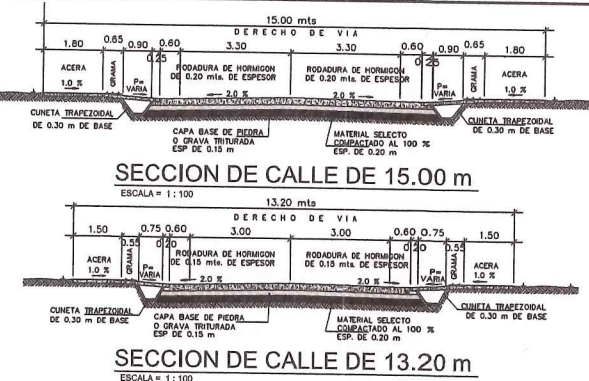 15.00 mts
DERECHO DE VIA
1.80 0.65 0.90 0.60 3.30 3.30 0.60 0.90 0.65 1.80
0.25 0.25
ACERA GRAMA P= RODADURA DE HORMIGON RODADURA DE HORMIGON P= GRAMA ACERA
1.0 % VARIA DE 0.20 mts. DE ESPESOR DE 0.20 mts. DE ESPESOR VARIA 1.0 %
2.0 % 2.0 %
CUNETA TRAPEZOIDAL CUNETA TRAPEZOIDAL
DE 0.30 m DE BASE DE 0.30 m DE BASE
CAPA BASE DE PIEDRA MATERIAL SELECTO
O GRAVA TRITURADA COMPACTADO AL 100 %
ESP DE 0.15 m ESP. DE 0.20 m
SECCION DE CALLE DE 15.00 m
ESCALA = 1 : 100
13.20 mts
DERECHO DE VIA
1.50 0.55 0.75 0.60 3.00 3.00 0.60 0.75 0.55 1.50
0.20 0.20
ACERA GRAMA P= RODADURA DE HORMIGON RODADURA DE HORMIGON P= GRAMA ACERA
1.0 % VARIA DE 0.15 mts. DE ESPESOR DE 0.15 mts. DE ESPESOR VARIA 1.0 %
2.0 % 2.0 %
CUNETA TRAPEZOIDAL CUNETA TRAPEZOIDAL
DE 0.30 m DE BASE DE 0.30 m DE BASE
CAPA BASE DE PIEDRA MATERIAL SELECTO
O GRAVA TRITURADA COMPACTADO AL 100 %
ESP DE 0.15 m ESP. DE 0.20 m
SECCION DE CALLE DE 13.20 m
ESCALA = 1 : 100